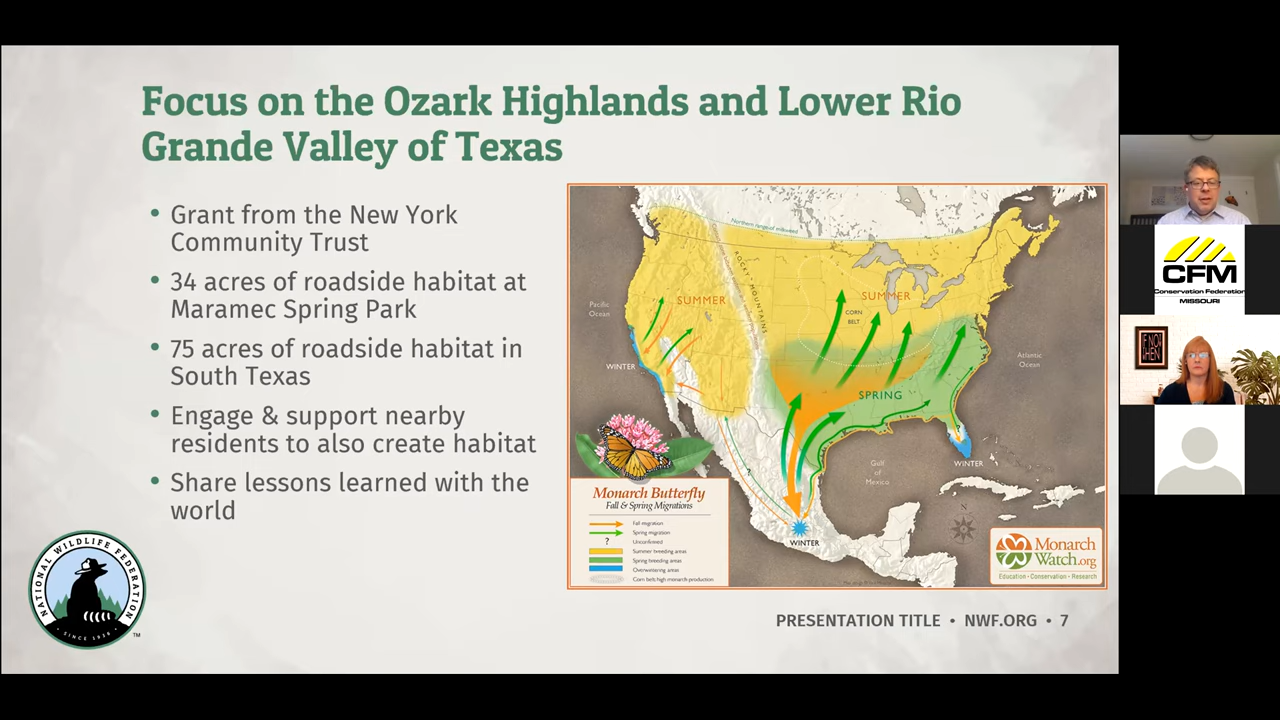 Focus on the Ozark Highlands and Lower Rio
Grande Valley of Texas
• Grant from the New York
Community Trust
• 34 acres of roadside habitat at
Maramec Spring Park
• 75 acres of roadside habitat in
South Texas
• Engage & support nearby
residents to also create habitat
• Share lessons learned with the
world
NATIONAL WILDLIFE FEDERATION
• SINCE 1936 •
TM
Northern range of milkweed
ROCKY MOUNTAINS
SUMMER
SUMMER
Pacific
Ocean
CORN
BELT
WINTER
Atlantic
Ocean
SPRING
?
?
WINTER
Gulf
of
Mexico
WINTER
N
Monarch Butterfly
Fall & Spring Migrations
Fall migration
Spring migration
? Unconfirmed
Summer breeding areas
Spring breeding areas
Overwintering areas
Corn belt high monarch production
Monarch
Watch.org
Education • Conservation • Research
PRESENTATION TITLE • NWF.ORG • 7
CFM
Conservation Federation
MISSOURI